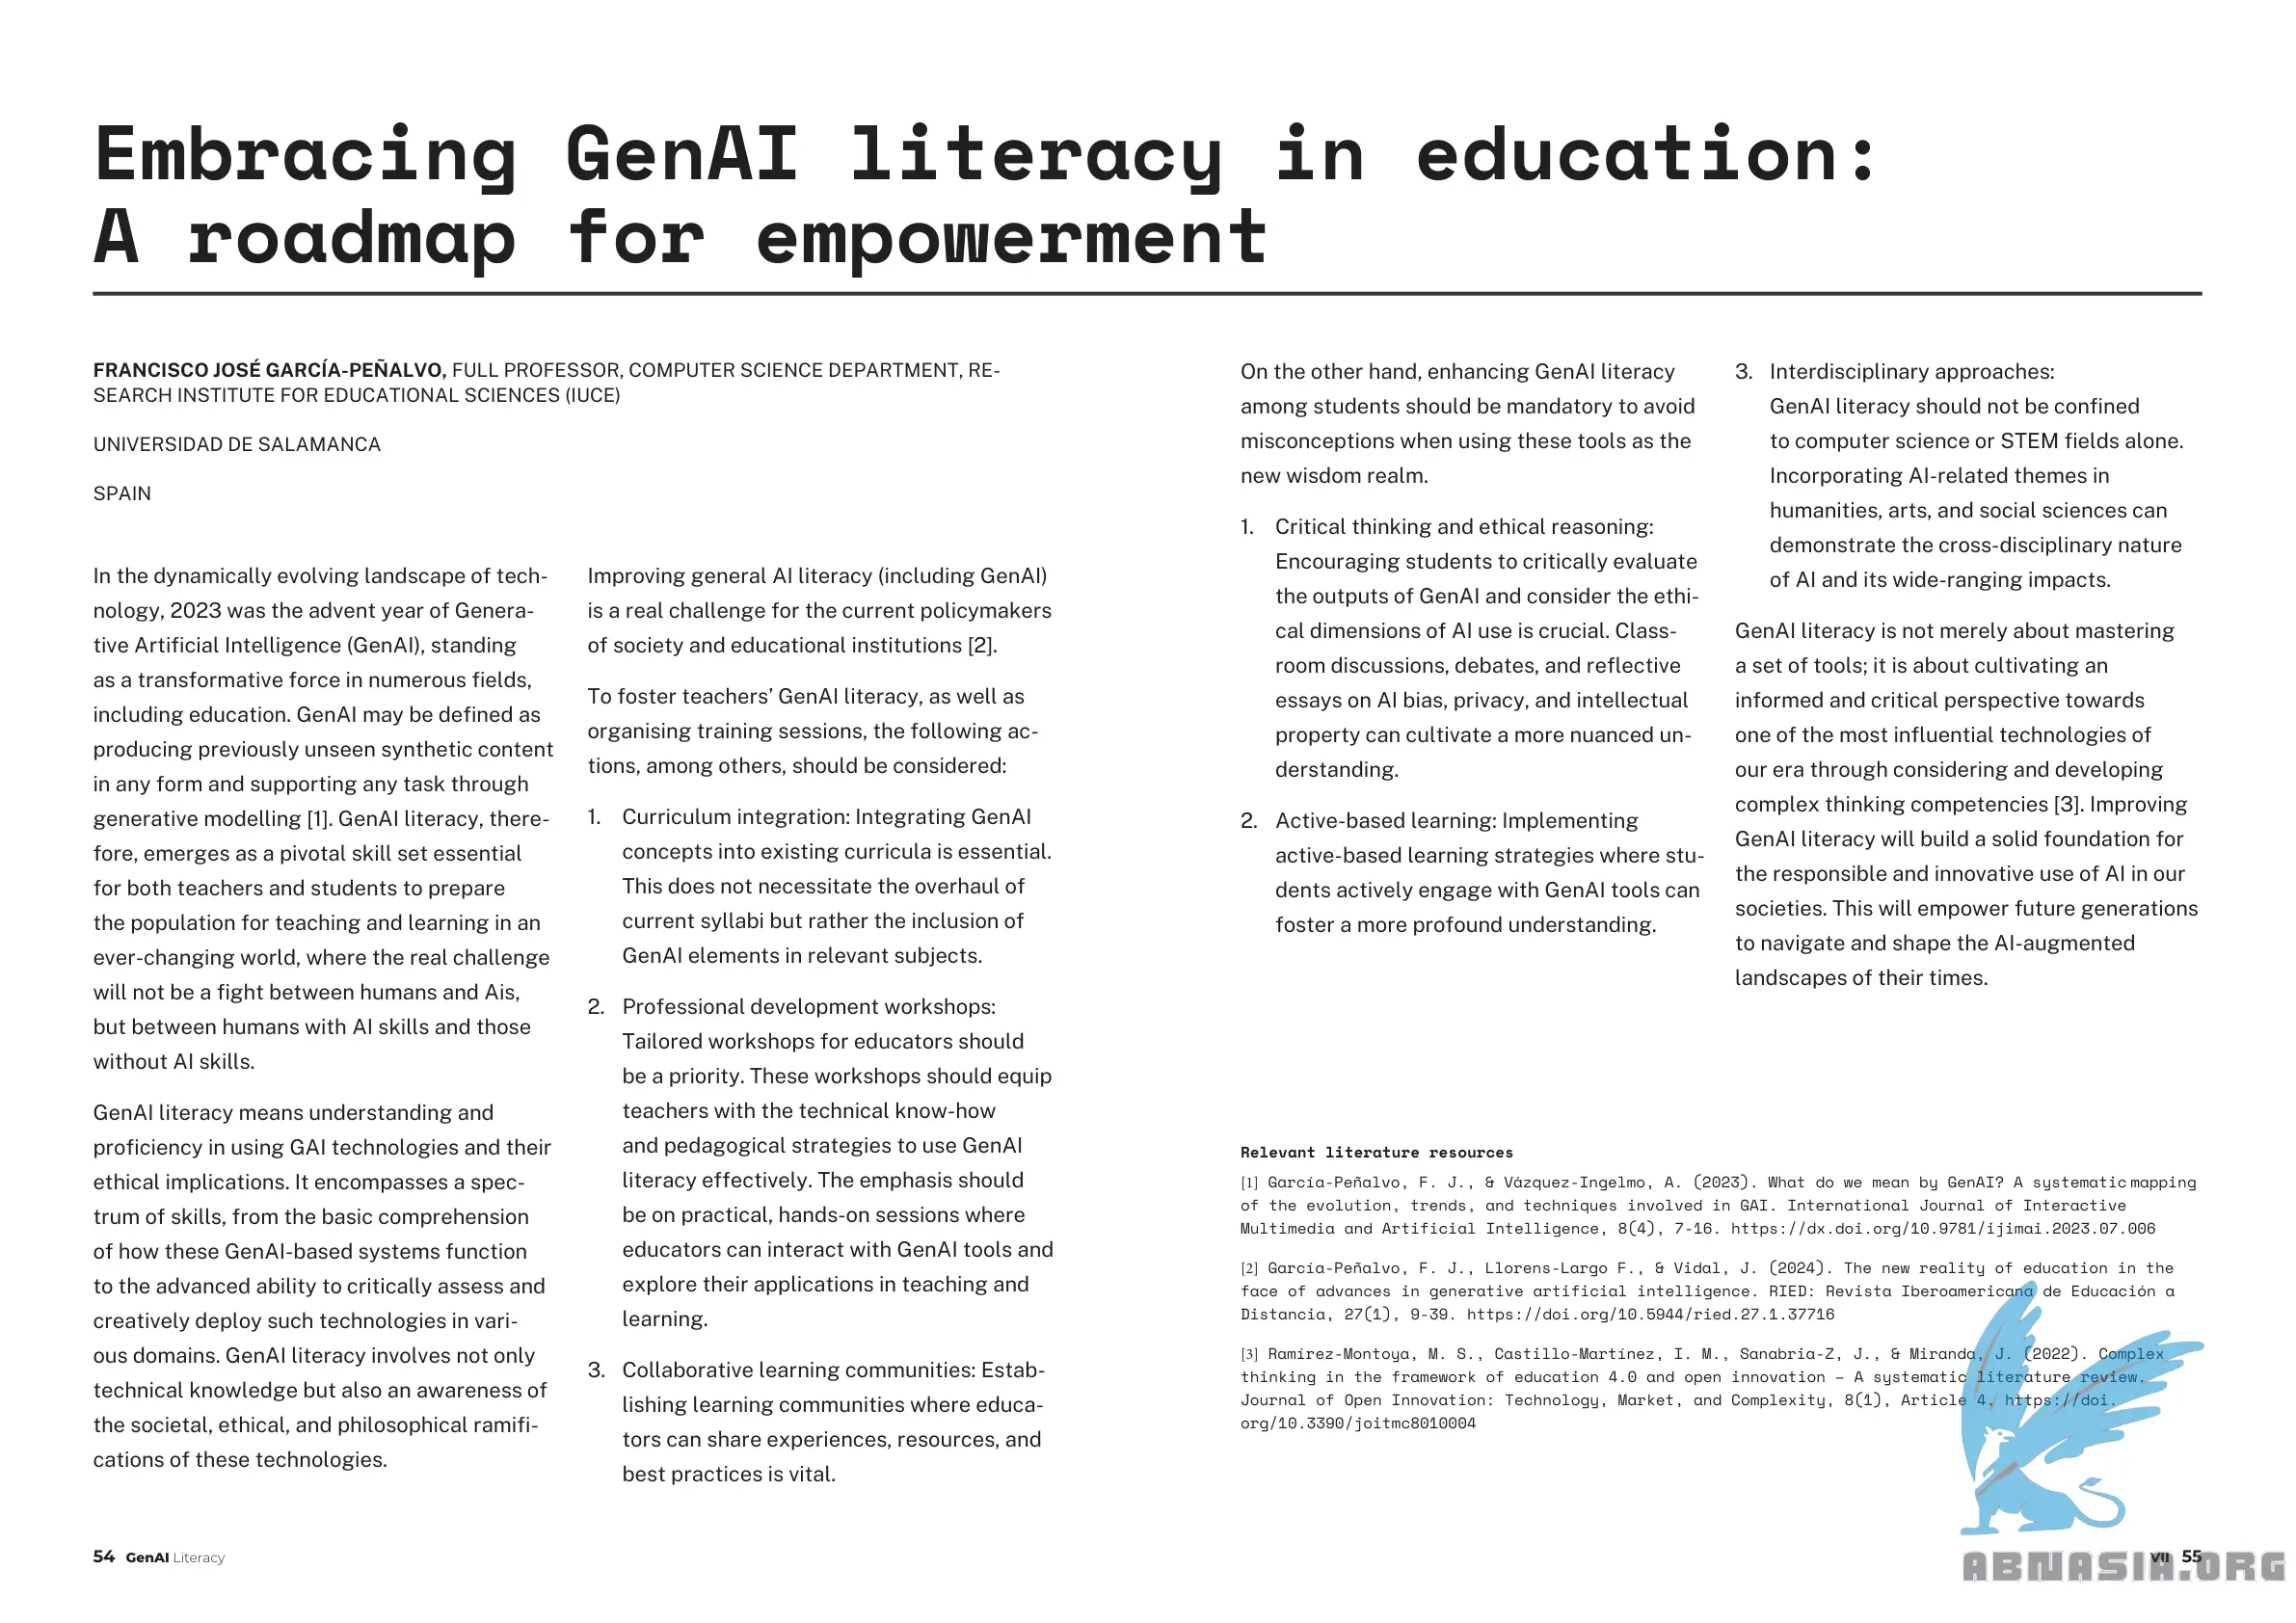 Embracing GenAI literacy in education:
A roadmap for empowerment
FRANCISCO JOSÉ GARCÍA-PEÑALVO, FULL PROFESSOR, COMPUTER SCIENCE DEPARTMENT, RE-
SEARCH INSTITUTE FOR EDUCATIONAL SCIENCES (IUCE)
UNIVERSIDAD DE SALAMANCA
SPAIN
In the dynamically evolving landscape of tech-
nology, 2023 was the advent year of Genera-
tive Artificial Intelligence (GenAI), standing
as a transformative force in numerous fields,
including education. GenAI may be defined as
producing previously unseen synthetic content
in any form and supporting any task through
generative modelling [1]. GenAI literacy, there-
fore, emerges as a pivotal skill set essential
for both teachers and students to prepare
the population for teaching and learning in an
ever-changing world, where the real challenge
will not be a fight between humans and Ais,
but between humans with AI skills and those
without AI skills.
GenAI literacy means understanding and
proficiency in using GAI technologies and their
ethical implications. It encompasses a spec-
trum of skills, from the basic comprehension
of how these GenAI-based systems function
to the advanced ability to critically assess and
creatively deploy such technologies in vari-
ous domains. GenAI literacy involves not only
technical knowledge but also an awareness of
the societal, ethical, and philosophical ramifi-
cations of these technologies.
Improving general AI literacy (including GenAI)
is a real challenge for the current policymakers
of society and educational institutions [2].
To foster teachers’ GenAI literacy, as well as
organising training sessions, the following ac-
tions, among others, should be considered:
1. Curriculum integration: Integrating GenAI
concepts into existing curricula is essential.
This does not necessitate the overhaul of
current syllabi but rather the inclusion of
GenAI elements in relevant subjects.
2. Professional development workshops:
Tailored workshops for educators should
be a priority. These workshops should equip
teachers with the technical know-how
and pedagogical strategies to use GenAI
literacy effectively. The emphasis should
be on practical, hands-on sessions where
educators can interact with GenAI tools and
explore their applications in teaching and
learning.
3. Collaborative learning communities: Estab-
lishing learning communities where educa-
tors can share experiences, resources, and
best practices is vital.
On the other hand, enhancing GenAI literacy
among students should be mandatory to avoid
misconceptions when using these tools as the
new wisdom realm.
1. Critical thinking and ethical reasoning:
Encouraging students to critically evaluate
the outputs of GenAI and consider the ethi-
cal dimensions of AI use is crucial. Class-
room discussions, debates, and reflective
essays on AI bias, privacy, and intellectual
property can cultivate a more nuanced un-
derstanding.
2. Active-based learning: Implementing
active-based learning strategies where stu-
dents actively engage with GenAI tools can
foster a more profound understanding.
3. Interdisciplinary approaches:
GenAI literacy should not be confined
to computer science or STEM fields alone.
Incorporating AI-related themes in
humanities, arts, and social sciences can
demonstrate the cross-disciplinary nature
of AI and its wide-ranging impacts.
GenAI literacy is not merely about mastering
a set of tools; it is about cultivating an
informed and critical perspective towards
one of the most influential technologies of
our era through considering and developing
complex thinking competencies [3]. Improving
GenAI literacy will build a solid foundation for
the responsible and innovative use of AI in our
societies. This will empower future generations
to navigate and shape the AI-augmented
landscapes of their times.
Relevant literature resources
[1] García-Peñalvo, F. J., & Vázquez-Ingelmo, A. (2023). What do we mean by GenAI? A systematic mapping
of the evolution, trends, and techniques involved in GAI. International Journal of Interactive
Multimedia and Artificial Intelligence, 8(4), 7-16. https://dx.doi.org/10.9781/ijimai.2023.07.006
[2] García-Peñalvo, F. J., Llorens-Largo F., & Vidal, J. (2024). The new reality of education in the
face of advances in generative artificial intelligence. RIED: Revista Iberoamericana de Educación a
Distancia, 27(1), 9-39. https://doi.org/10.5944/ried.27.1.37716
[3] Ramírez-Montoya, M. S., Castillo-Martínez, I. M., Sanabria-Z, J., & Miranda, J. (2022). Complex
thinking in the framework of education 4.0 and open innovation – A systematic literature review.
Journal of Open Innovation: Technology, Market, and Complexity, 8(1), Article 4. https://doi.
org/10.3390/joitmc8010004
54 GenAI Literacy
VII 55
ABNASIA.ORG